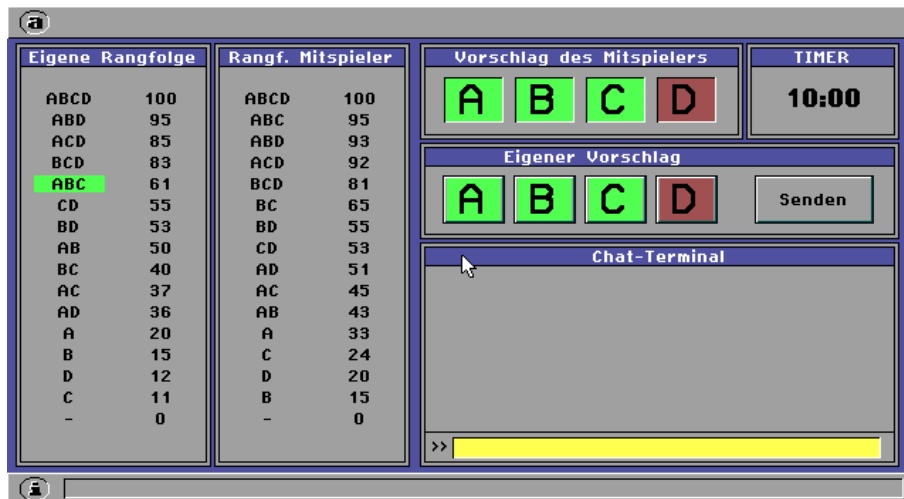 a
Eigene Rangfolge
ABCD 100
ABD 95
ACD 85
BCD 83
ABC 61
CD 55
BD 53
AB 50
BC 40
AC 37
AD 36
A 20
B 15
D 12
C 11
- 0
Rangf. Mitspieler
ABCD 100
ABC 95
ABD 93
ACD 92
BCD 81
BC 65
BD 55
CD 53
AD 51
AC 45
AB 43
A 33
C 24
D 20
B 15
- 0
Vorschlag des Mitspielers
A B C D
TIMER
10:00
Eigener Vorschlag
A B C D
Senden
Chat-Terminal
>>
i